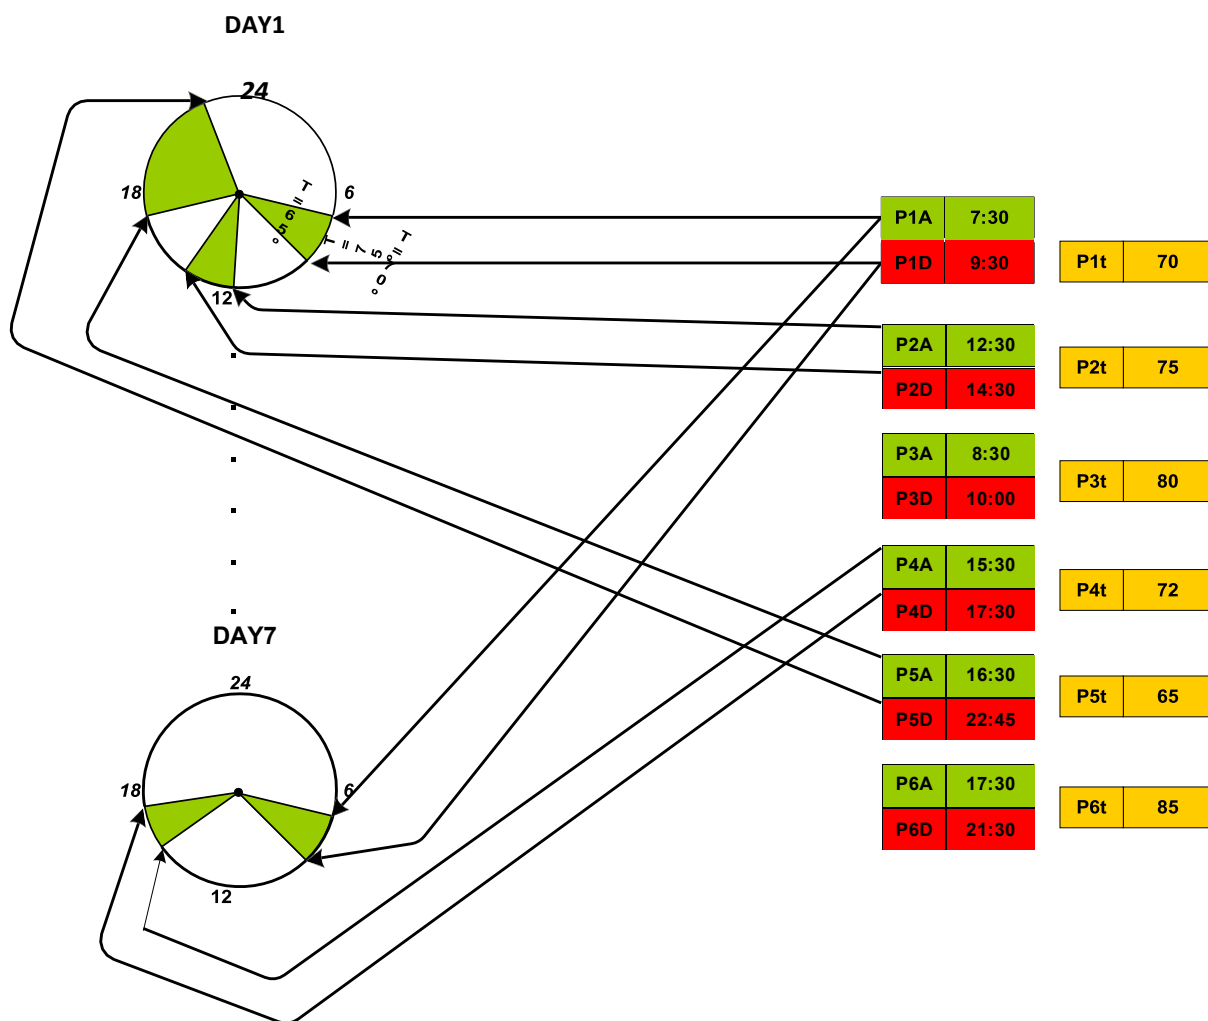 DAY1
24
18
6
12
T=65°
T=75°
T=70°
P1A 7:30
P1D 9:30
P1t 70
P2A 12:30
P2D 14:30
P2t 75
P3A 8:30
P3D 10:00
P3t 80
P4A 15:30
P4D 17:30
P4t 72
P5A 16:30
P5D 22:45
P5t 65
P6A 17:30
P6D 21:30
P6t 85
DAY7
24
18
6
12